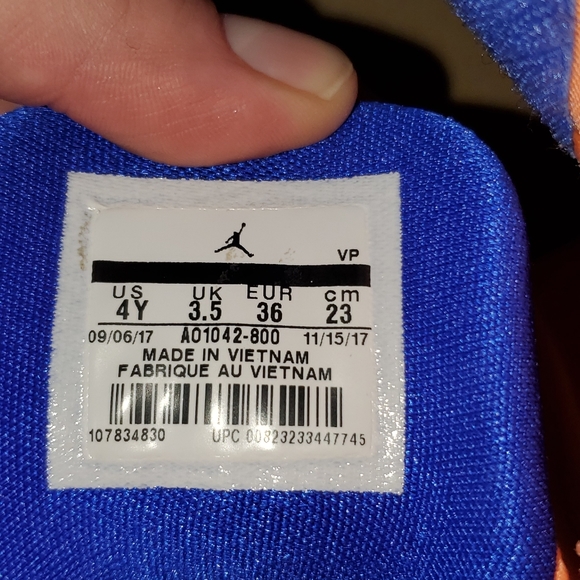 VP
US UK EUR cm
4Y 3.5 36 23
09/06/17 AO1042-800 11/15/17
MADE IN VIETNAM
FABRIQUE AU VIETNAM
107834830 UPC 00823233447745